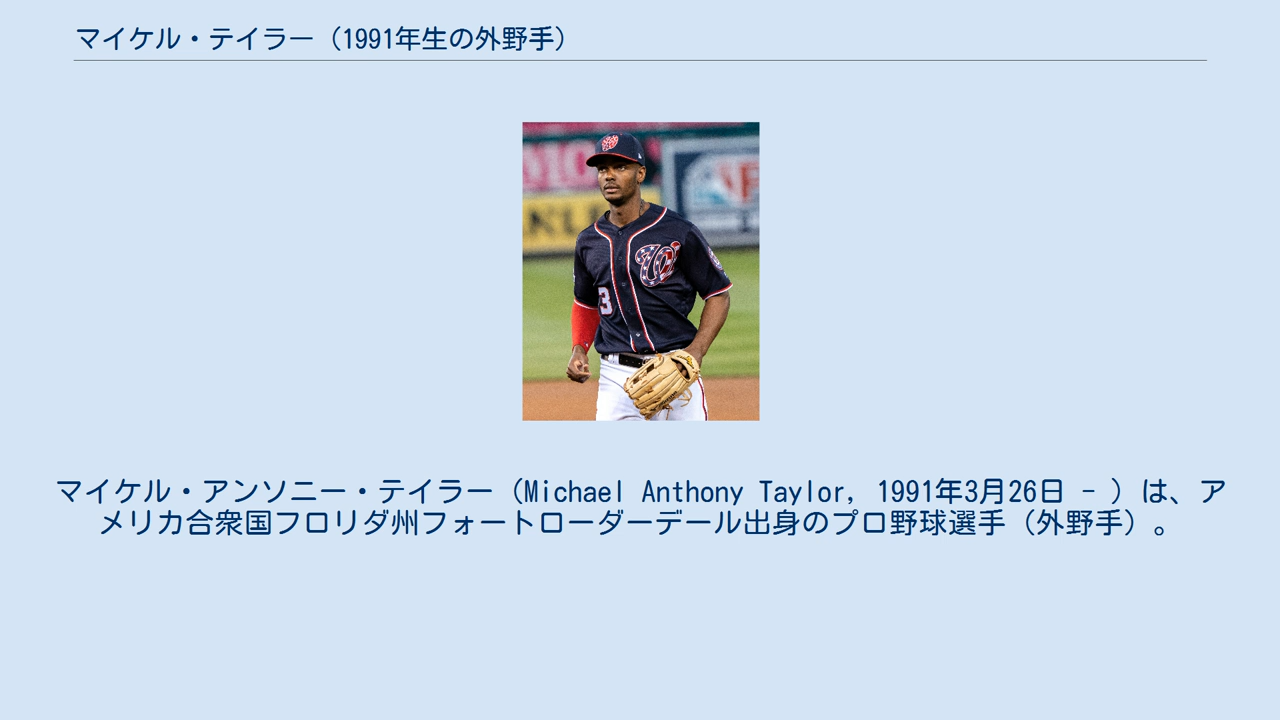 マイケル・テイラー（1991年生の外野手）
マイケル・アンソニー・テイラー（Michael Anthony Taylor, 1991年3月26日 - ）は、ア
メリカ合衆国フロリダ州フォートローダーデール出身のプロ野球選手（外野手）。
3